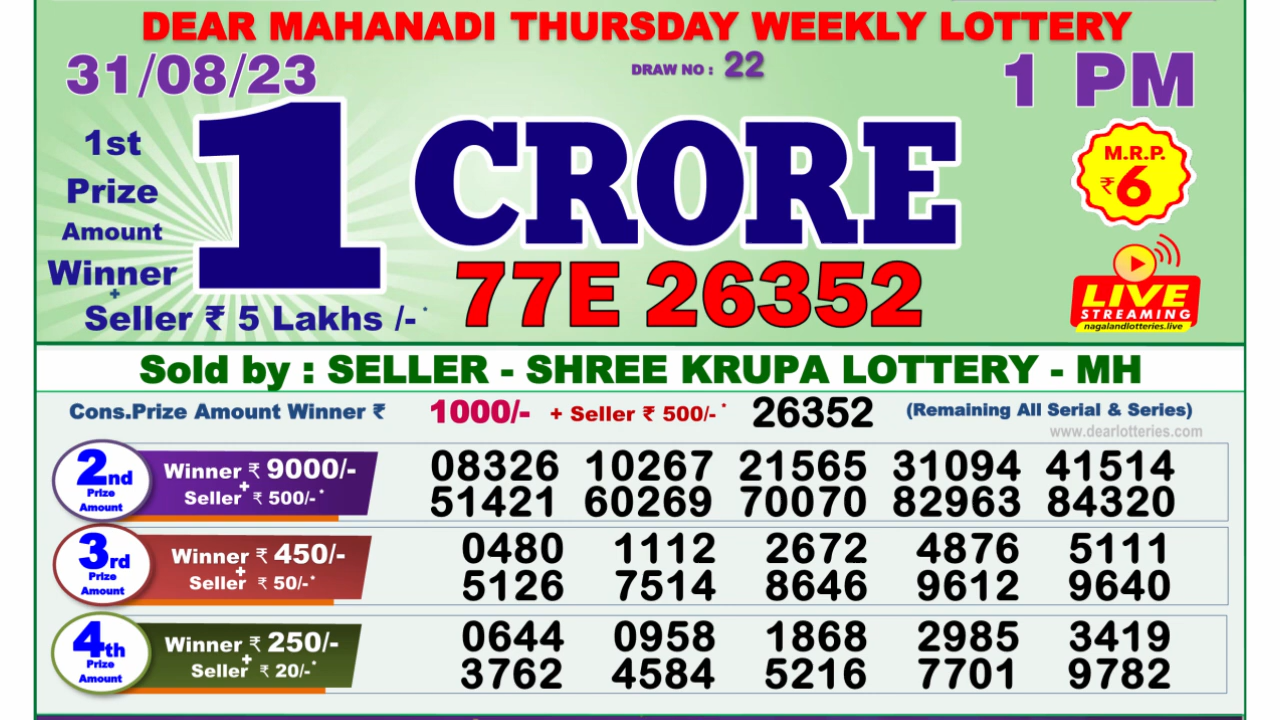 DEAR MAHANADI THURSDAY WEEKLY LOTTERY
31/08/23
DRAW NO : 22
1 PM
1st
Prize
Amount
Winner
+
Seller ₹ 5 Lakhs /- *
1 CRORE
77E 26352
M.R.P.
₹6
LIVE
STREAMING
nagalandlotteries.live
Sold by : SELLER - SHREE KRUPA LOTTERY - MH
Cons.Prize Amount Winner ₹ 1000/- + Seller ₹ 500/- * 26352 (Remaining All Serial & Series)
www.dearlotteries.com
2nd
Prize
Amount
Winner ₹ 9000/-
+
Seller ₹ 500/- *
08326 10267 21565 31094 41514
51421 60269 70070 82963 84320
3rd
Prize
Amount
Winner ₹ 450/-
+
Seller ₹ 50/- *
0480 1112 2672 4876 5111
5126 7514 8646 9612 9640
4th
Prize
Amount
Winner ₹ 250/-
+
Seller ₹ 20/- *
0644 0958 1868 2985 3419
3762 4584 5216 7701 9782